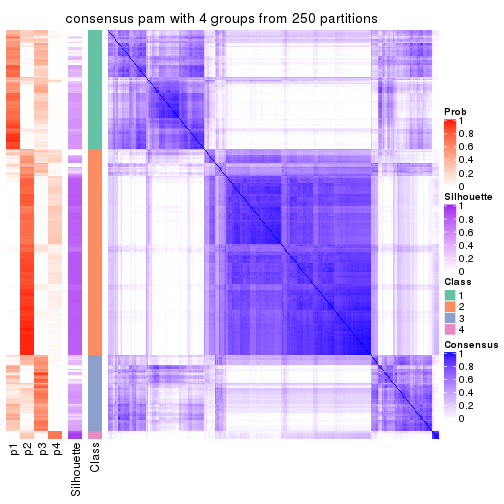 consensus pam with 4 groups from 250 partitions
Prob
1
0.8
0.6
0.4
0.2
0
Silhouette
1
0.8
0.6
0.4
0.2
0
Class
1
2
3
4
Consensus
1
0.8
0.6
0.4
0.2
0
p1
p2
p3
p4
Silhouette
Class